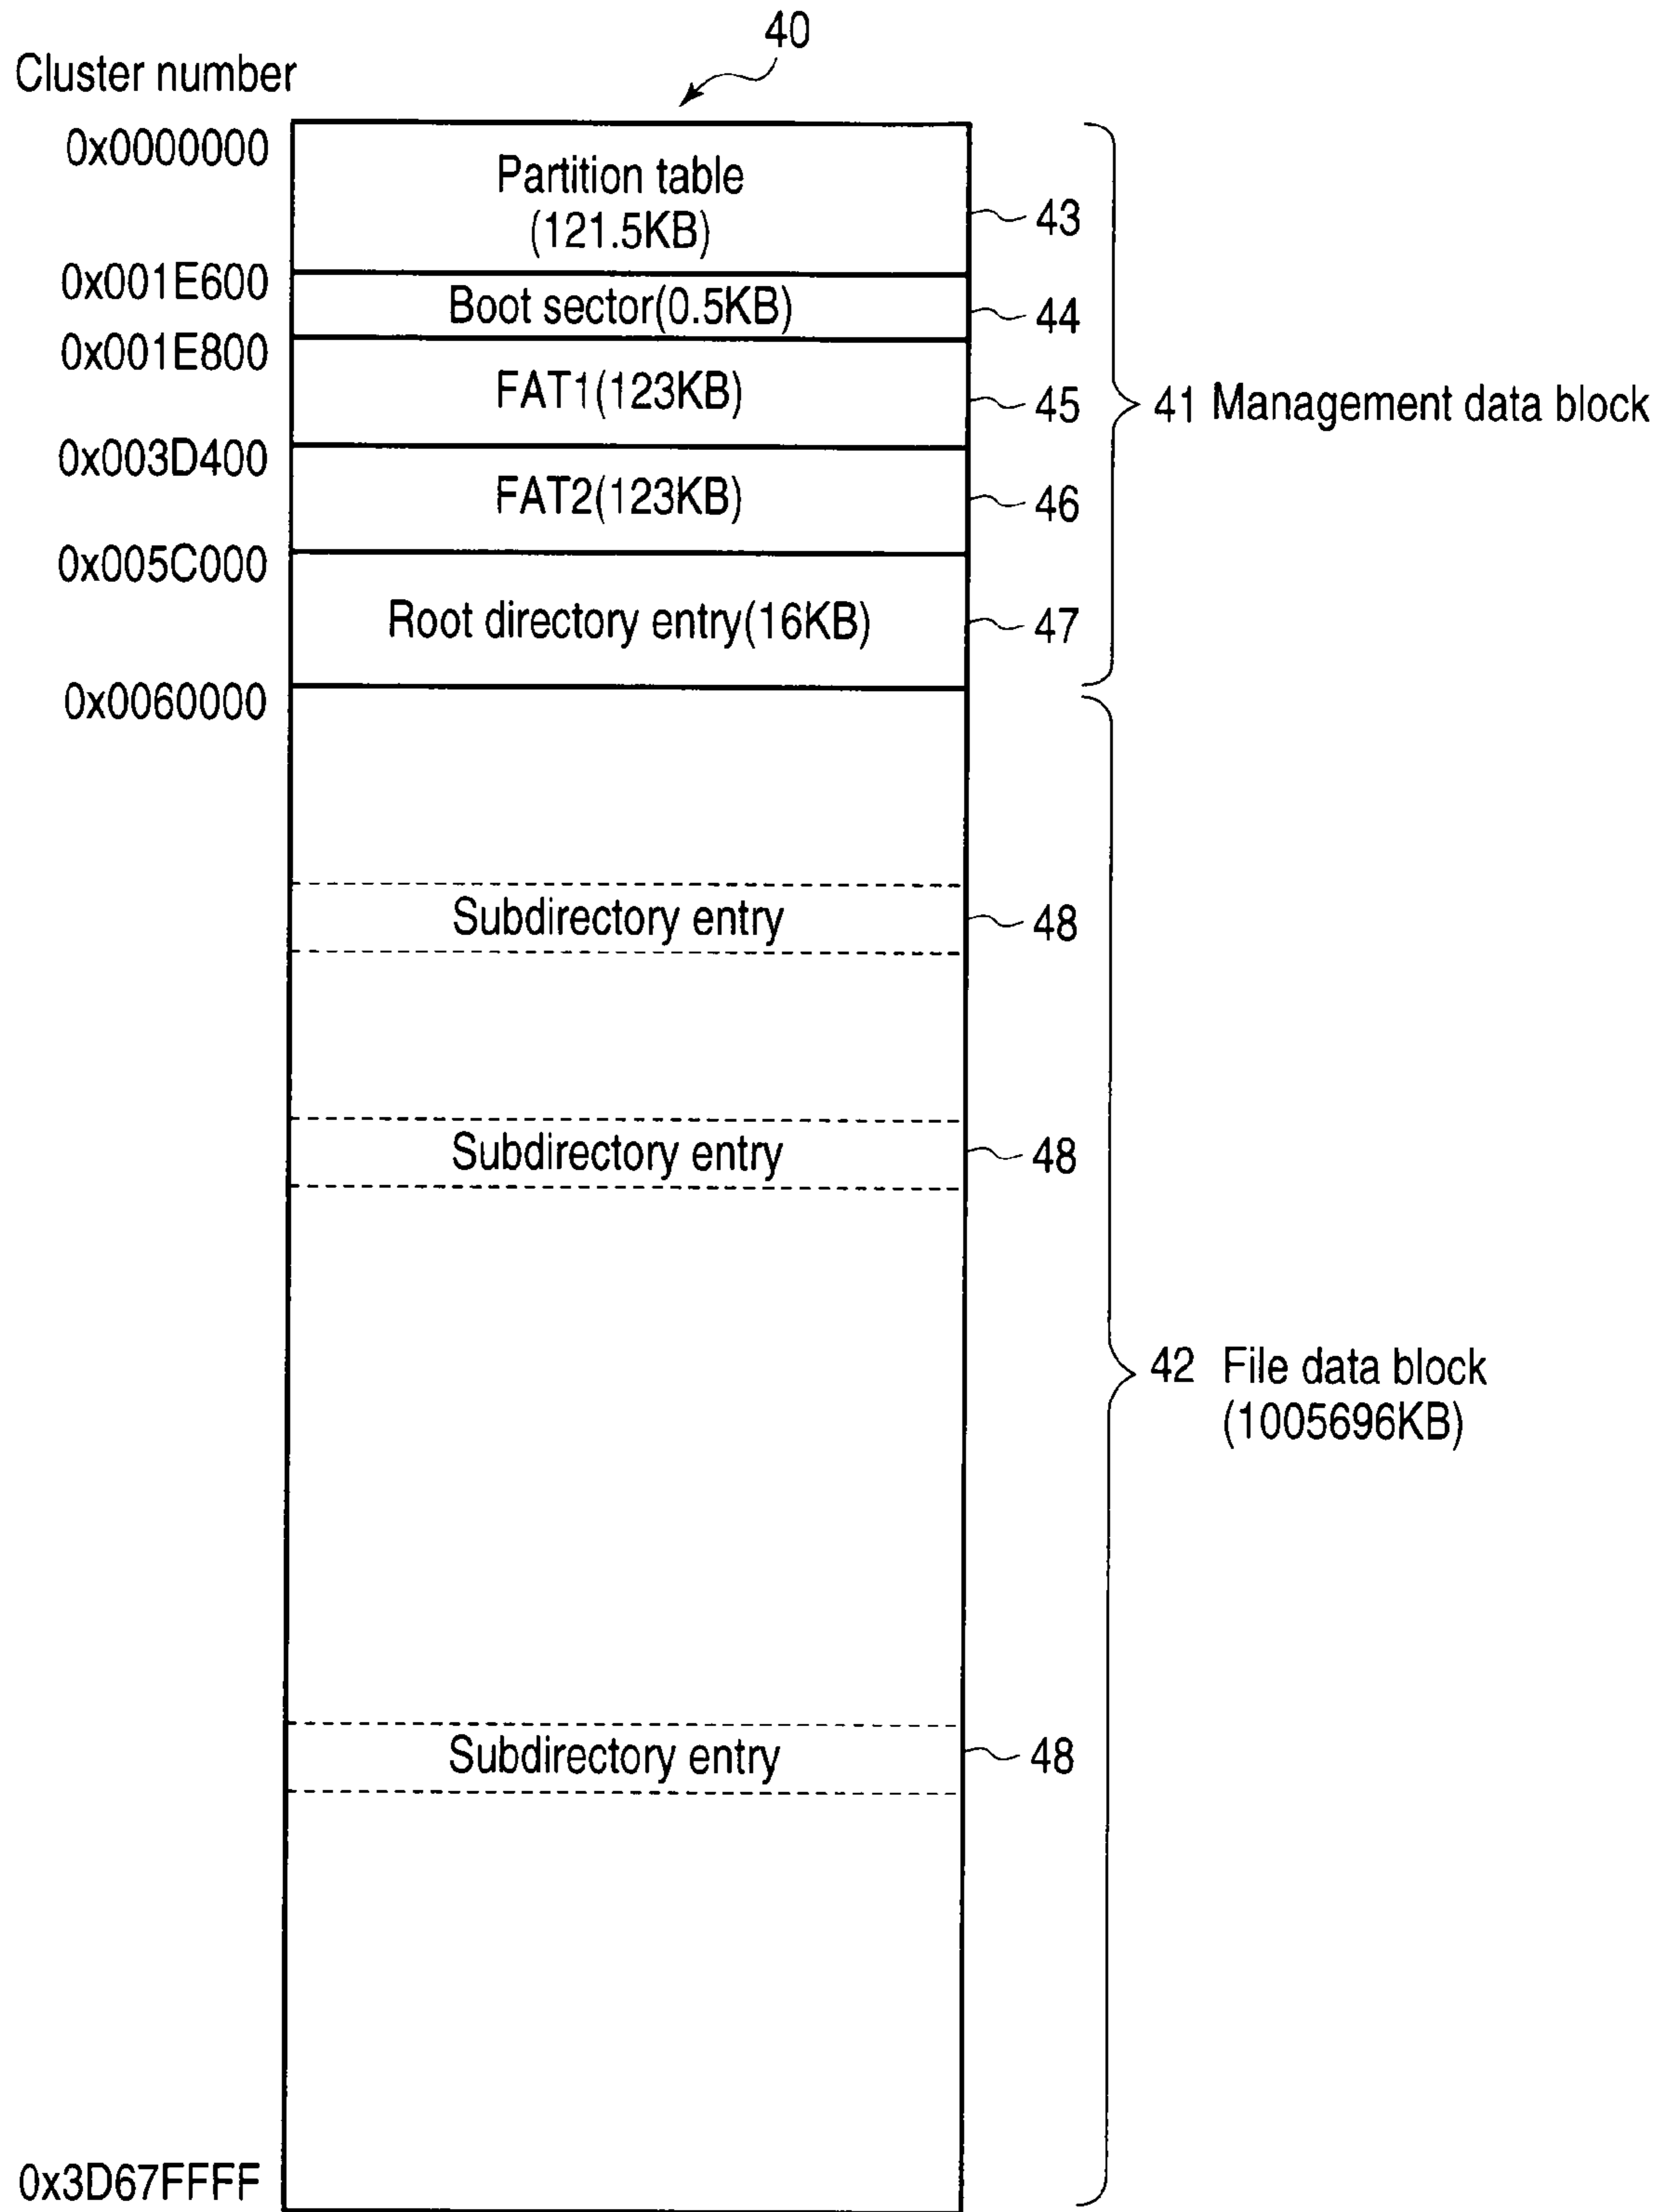 40
Cluster number
0x0000000
Partition table
(121.5KB)
43
0x001E600
Boot sector(0.5KB)
44
0x001E800
FAT1(123KB)
45
41 Management data block
0x003D400
FAT2(123KB)
46
0x005C000
Root directory entry(16KB)
47
0x0060000
Subdirectory entry
48
Subdirectory entry
48
42 File data block
(1005696KB)
Subdirectory entry
48
0x3D67FFFF